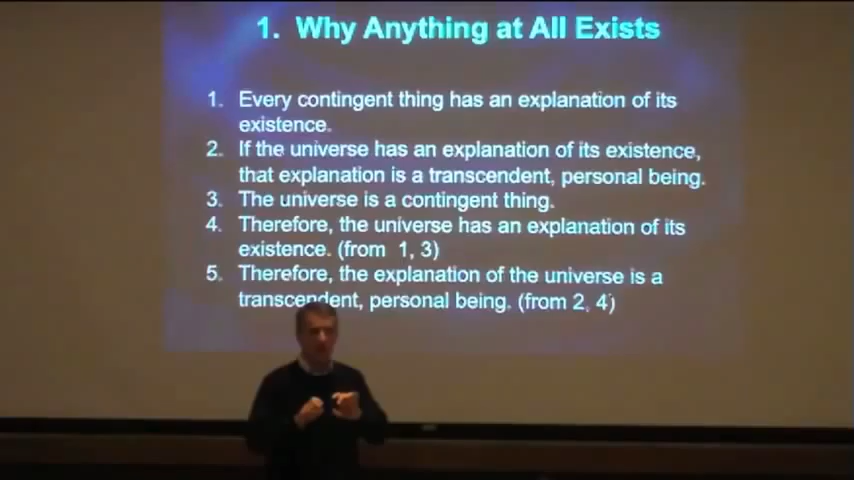 1. Why Anything at All Exists
1. Every contingent thing has an explanation of its
existence.
2. If the universe has an explanation of its existence,
that explanation is a transcendent, personal being.
3. The universe is a contingent thing.
4. Therefore, the universe has an explanation of its
existence. (from 1, 3)
5. Therefore, the explanation of the universe is a
transcendent, personal being. (from 2, 4)